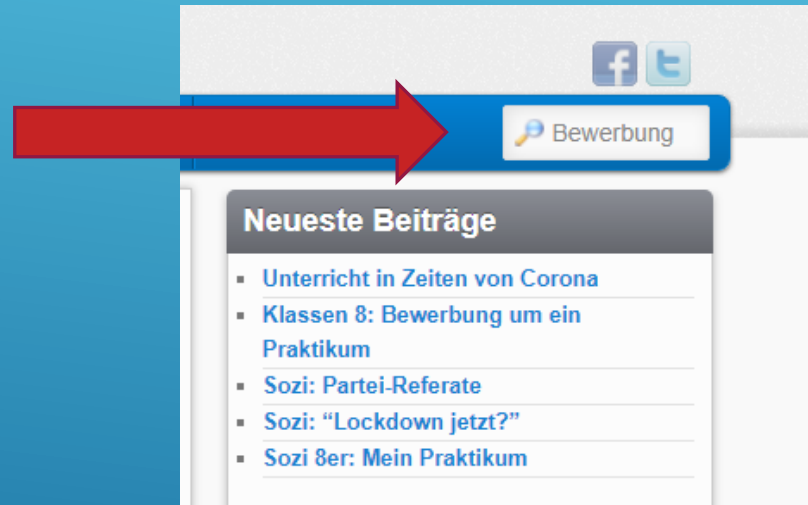 Bewerbung
Neueste Beiträge
Unterricht in Zeiten von Corona
Klassen 8: Bewerbung um ein
Praktikum
Sozi: Partei-Referate
Sozi: “Lockdown jetzt?”
Sozi 8er: Mein Praktikum